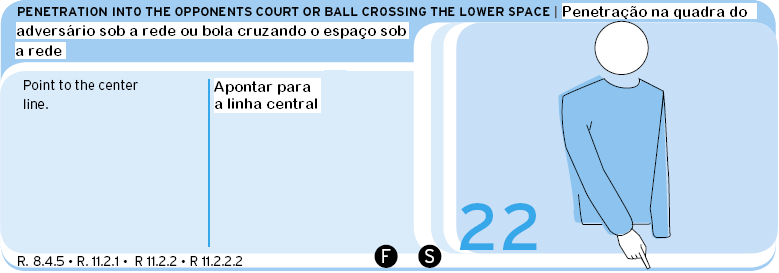 PENETRATION INTO THE OPPONENTS COURT OR BALL CROSSING THE LOWER SPACE | Penetração na quadra do
adversário sob a rede ou bola cruzando o espaço sob
a rede
Point to the center
line.
Apontar para
a linha central
22
R. 8.4.5 • R. 11.2.1 • R 11.2.2 • R 11.2.2.2
F S